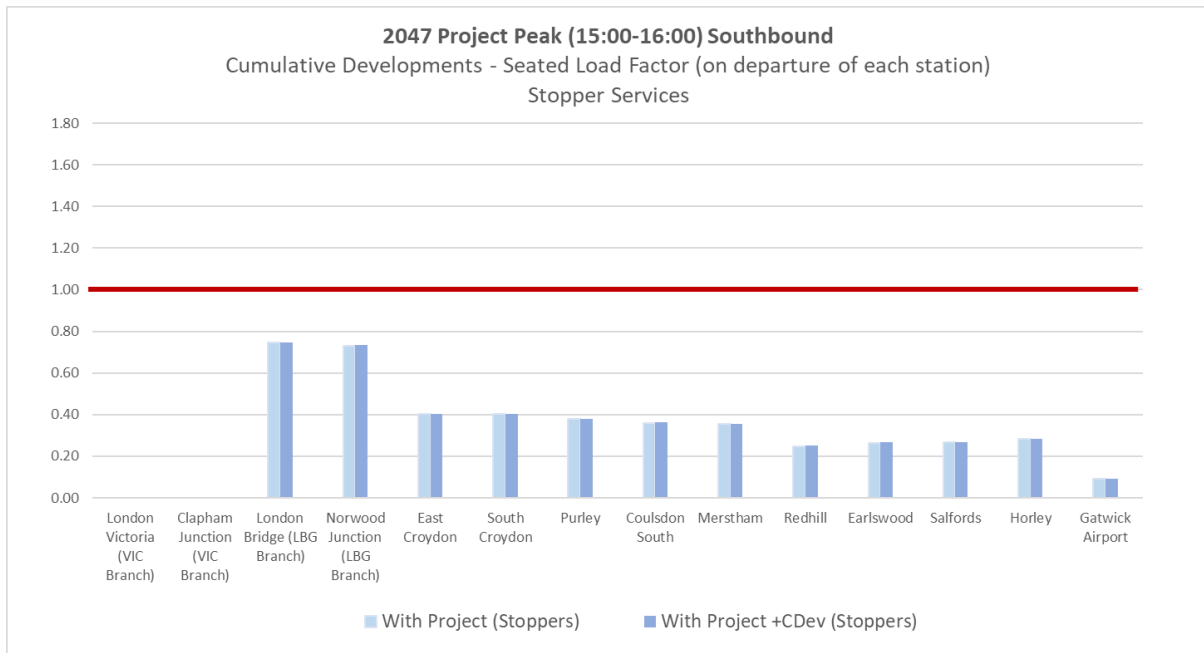 2047 Project Peak (15:00-16:00) Southbound
Cumulative Developments - Seated Load Factor (on departure of each station)
Stopper Services
1.80
1.60
1.40
1.20
1.00
0.80
0.60
0.40
0.20
0.00
London
Victoria
(VIC
Branch)
Clapham
Junction (VIC
Branch)
London
Bridge (LBG
Branch)
Norwood
Junction
(LBG
Branch)
East
Croydon
South
Croydon
Purley
Coulsdon
South
Merstham
Redhill
Earlswood
Salfords
Horley
Gatwick
Airport
With Project (Stoppers)
With Project +CDev (Stoppers)